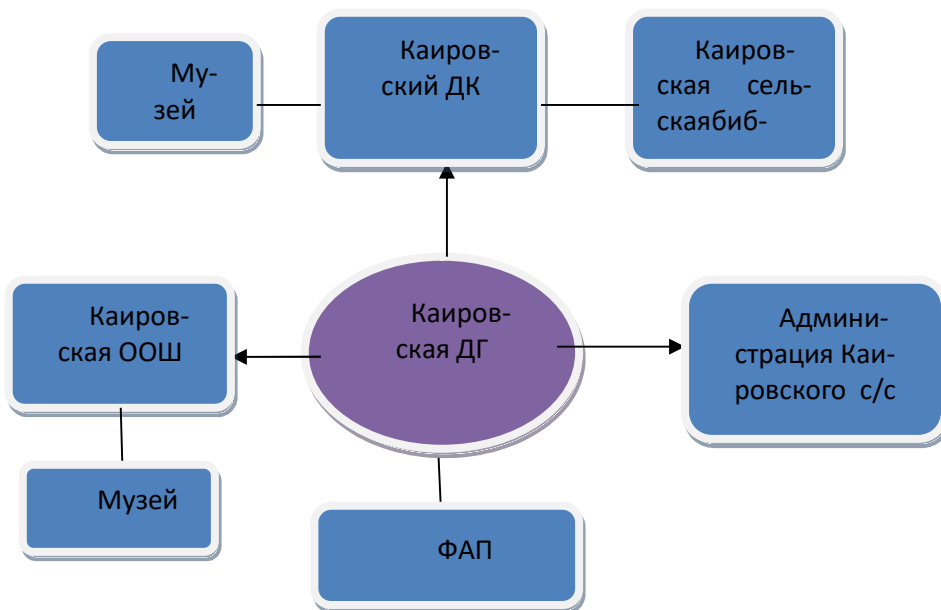 Му-
зей
Каиров-
ский ДК
Каиров-
ская сель-
скаябиб-
Каиров-
ская ООШ
Каиров-
ская ДГ
Админи-
страция Каи-
ровского с/с
Музей
ФАП